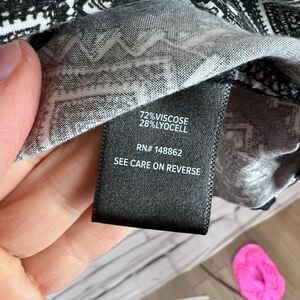 72%VISCOSE
28%LYOCELL
RN# 148862
SEE CARE ON REVERSE